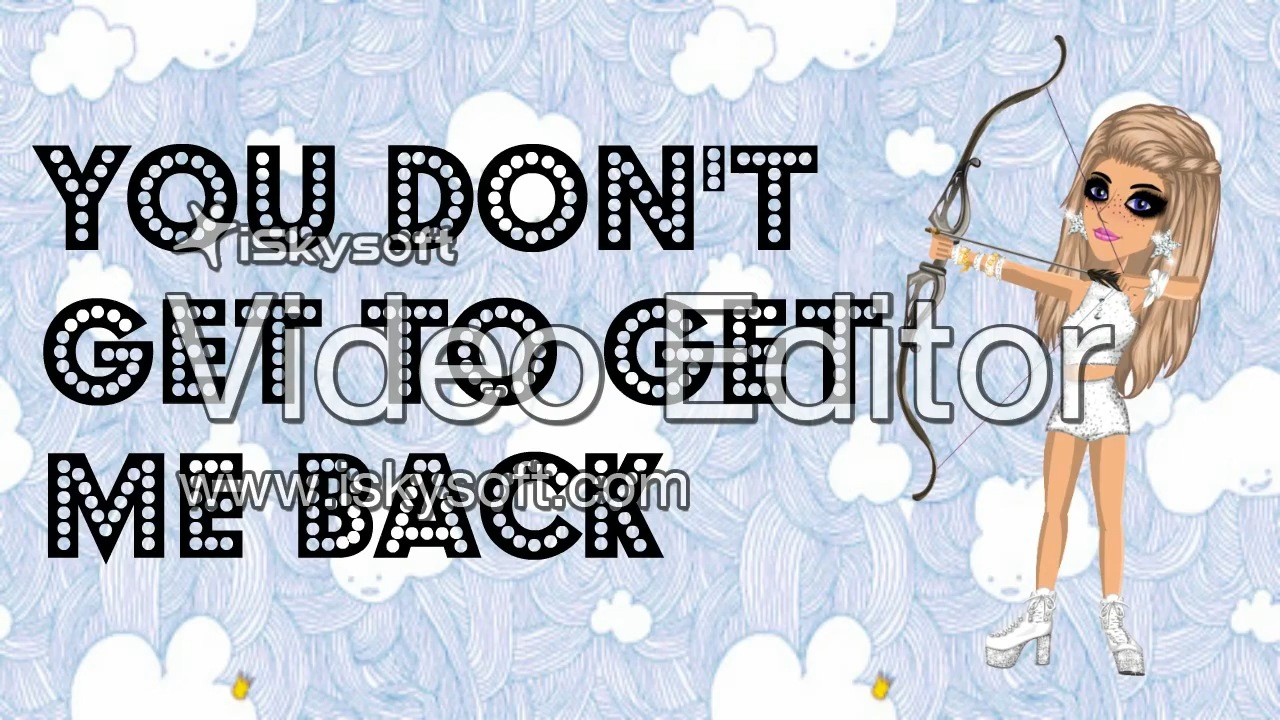 YOU DON'T
iSkysoft
GET TO GET
Video Editor
ME BACK
www.iskysoft.com